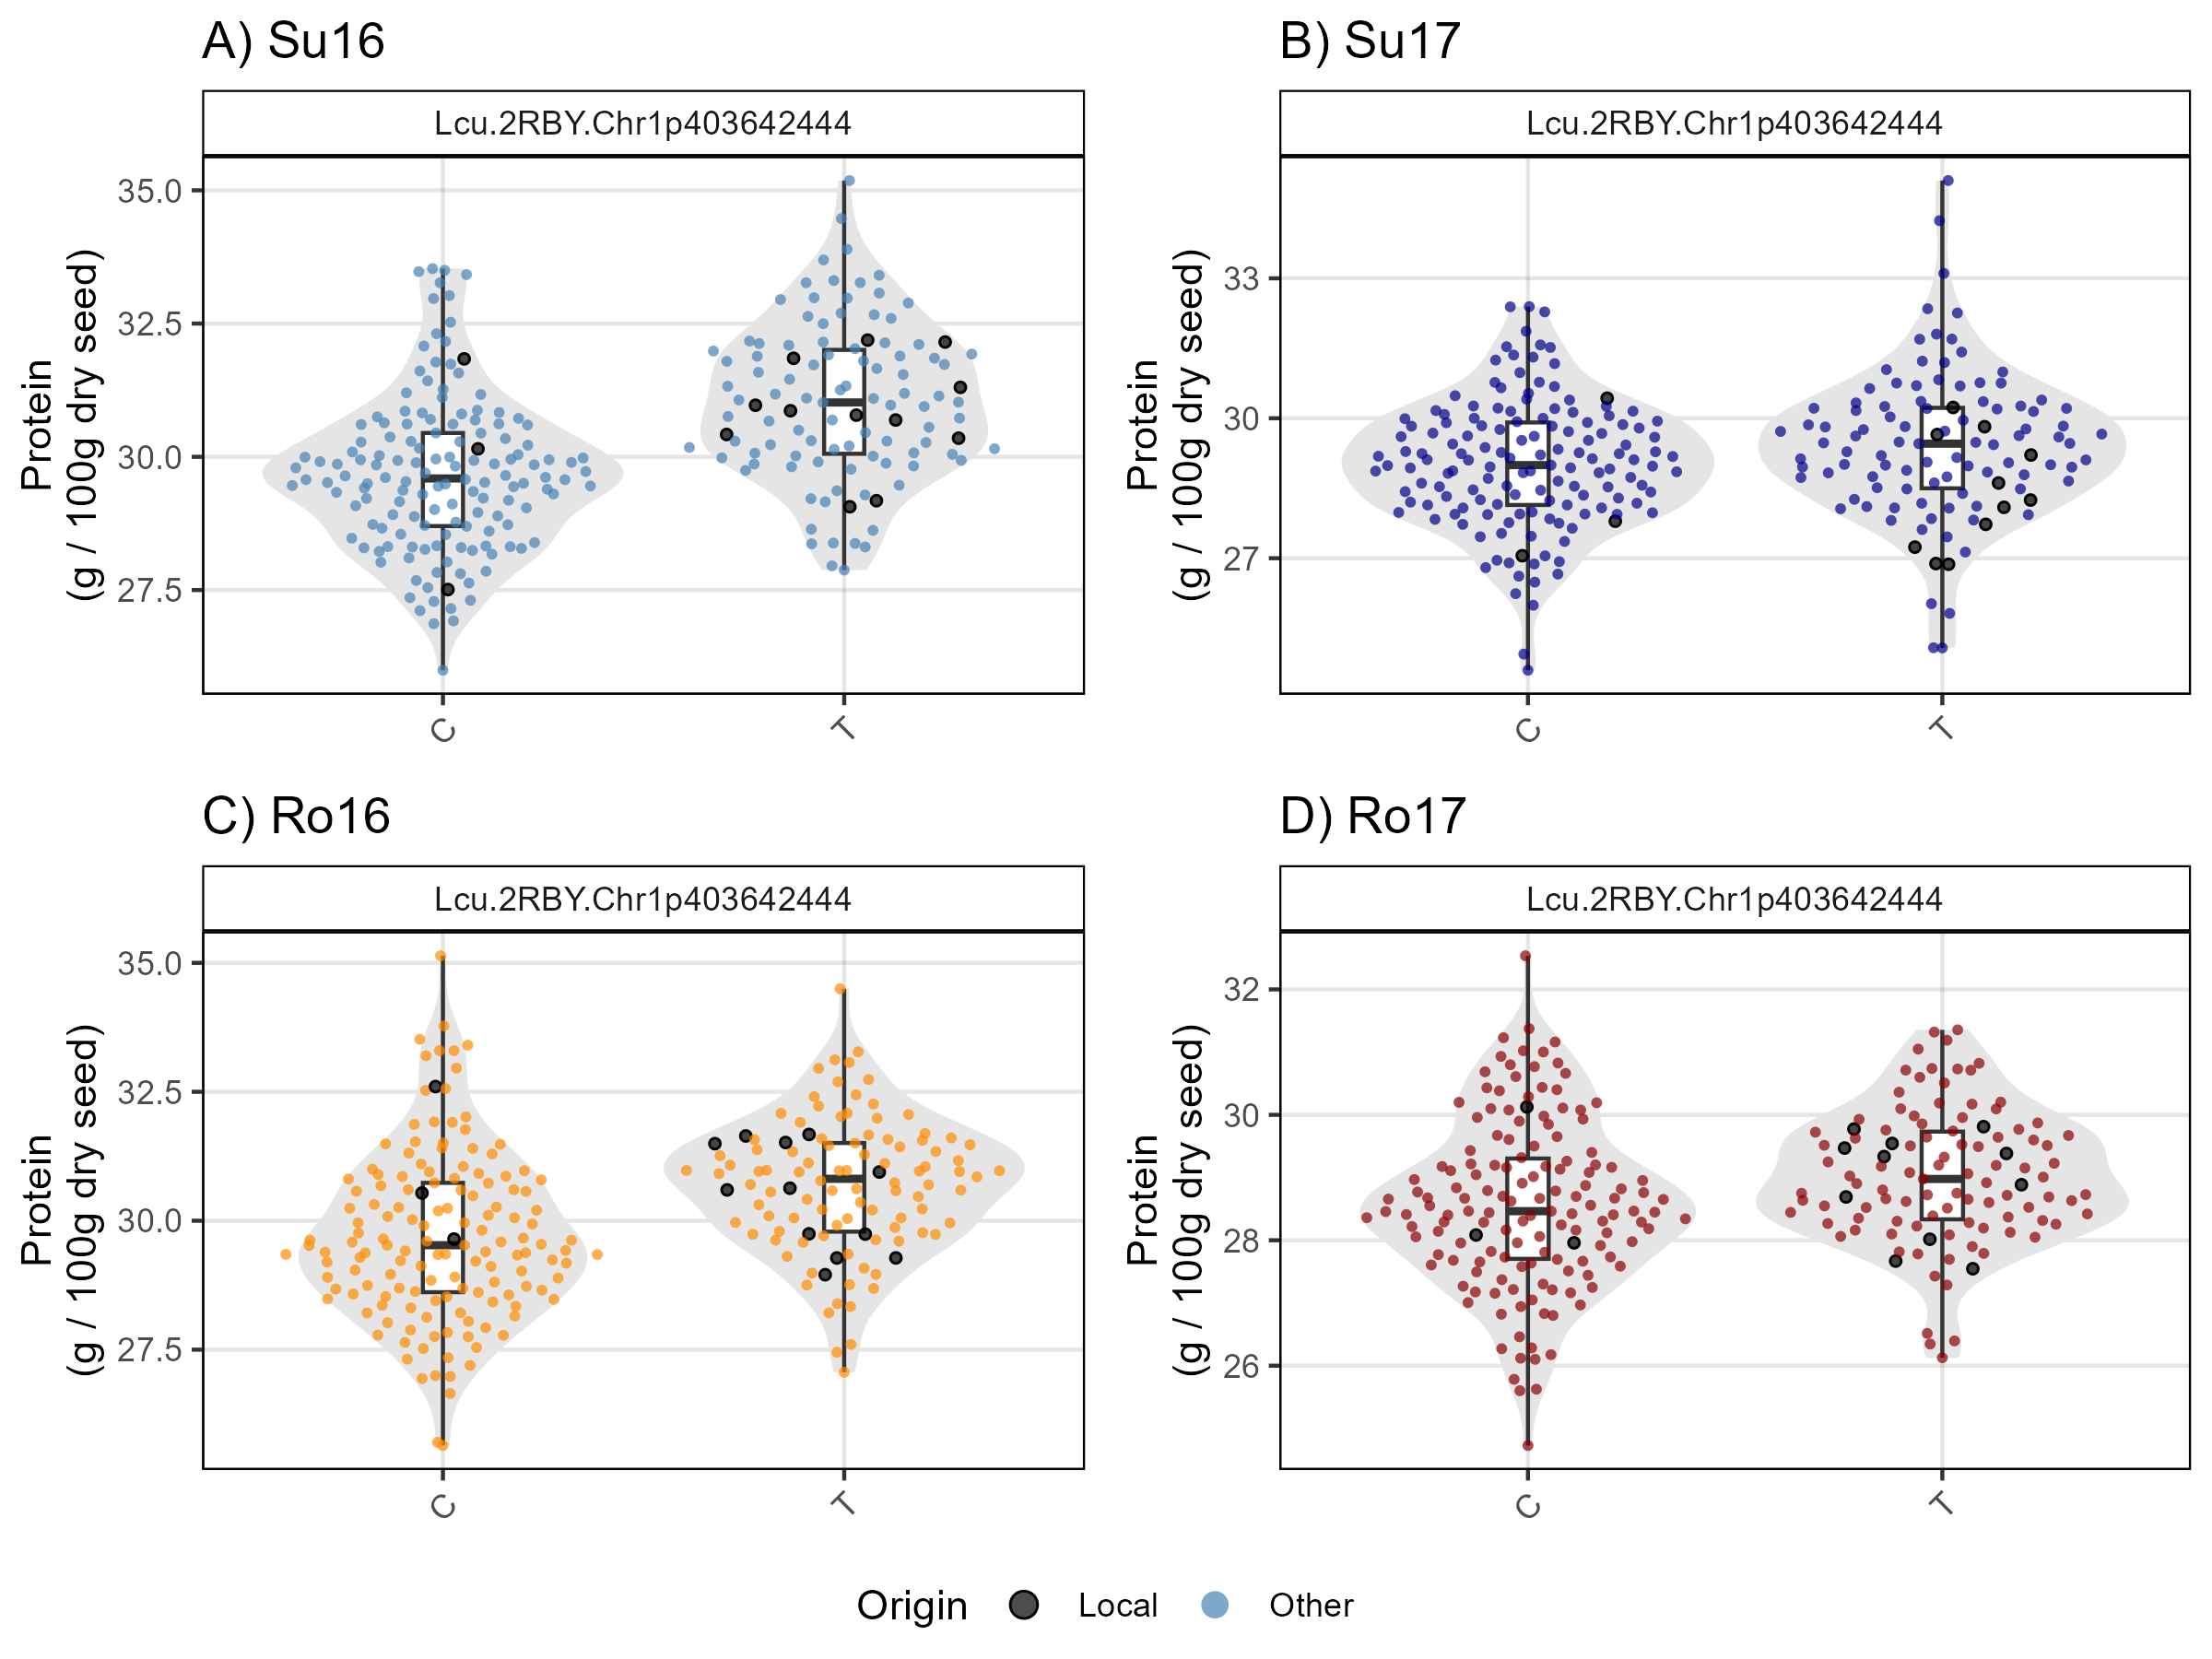 A) Su16
Lcu.2RBY.Chr1p403642444
Protein
(g / 100g dry seed)
35.0
32.5
30.0
27.5
C
T
B) Su17
Lcu.2RBY.Chr1p403642444
Protein
(g / 100g dry seed)
33
30
27
C
T
C) Ro16
Lcu.2RBY.Chr1p403642444
Protein
(g / 100g dry seed)
35.0
32.5
30.0
27.5
C
T
D) Ro17
Lcu.2RBY.Chr1p403642444
Protein
(g / 100g dry seed)
32
30
28
26
C
T
Origin Local Other